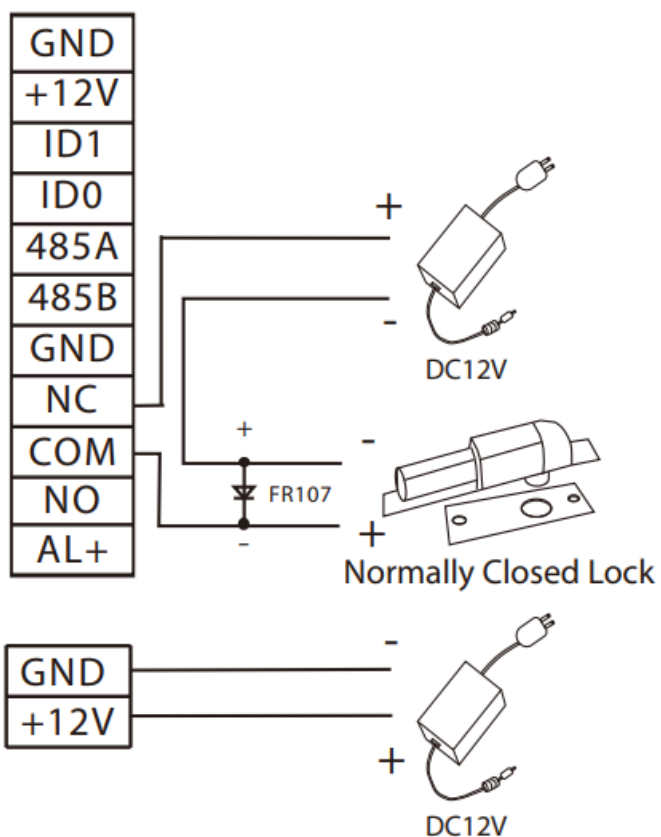 GND
+12V
ID1
ID0
485A
485B
GND
NC
COM
NO
AL+
+
-
DC12V
+
FR107
-
-
+
Normally Closed Lock
GND
+12V
-
+
DC12V